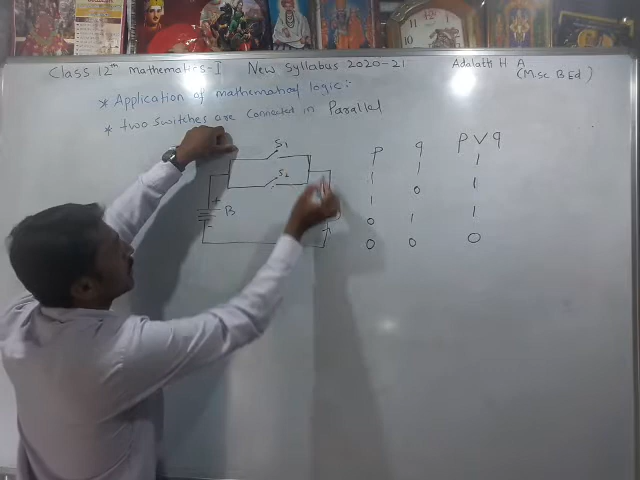 Class 12th mathematics-I New Syllabus 2020-21 Adalath H A
(M.sc B Ed)
* Application of mathematical logic:-
* two switches are connected in Parallel
S1
S2
+
B
-
p q p∨q
1 1 1
1 0 1
0 1 1
0 0 0